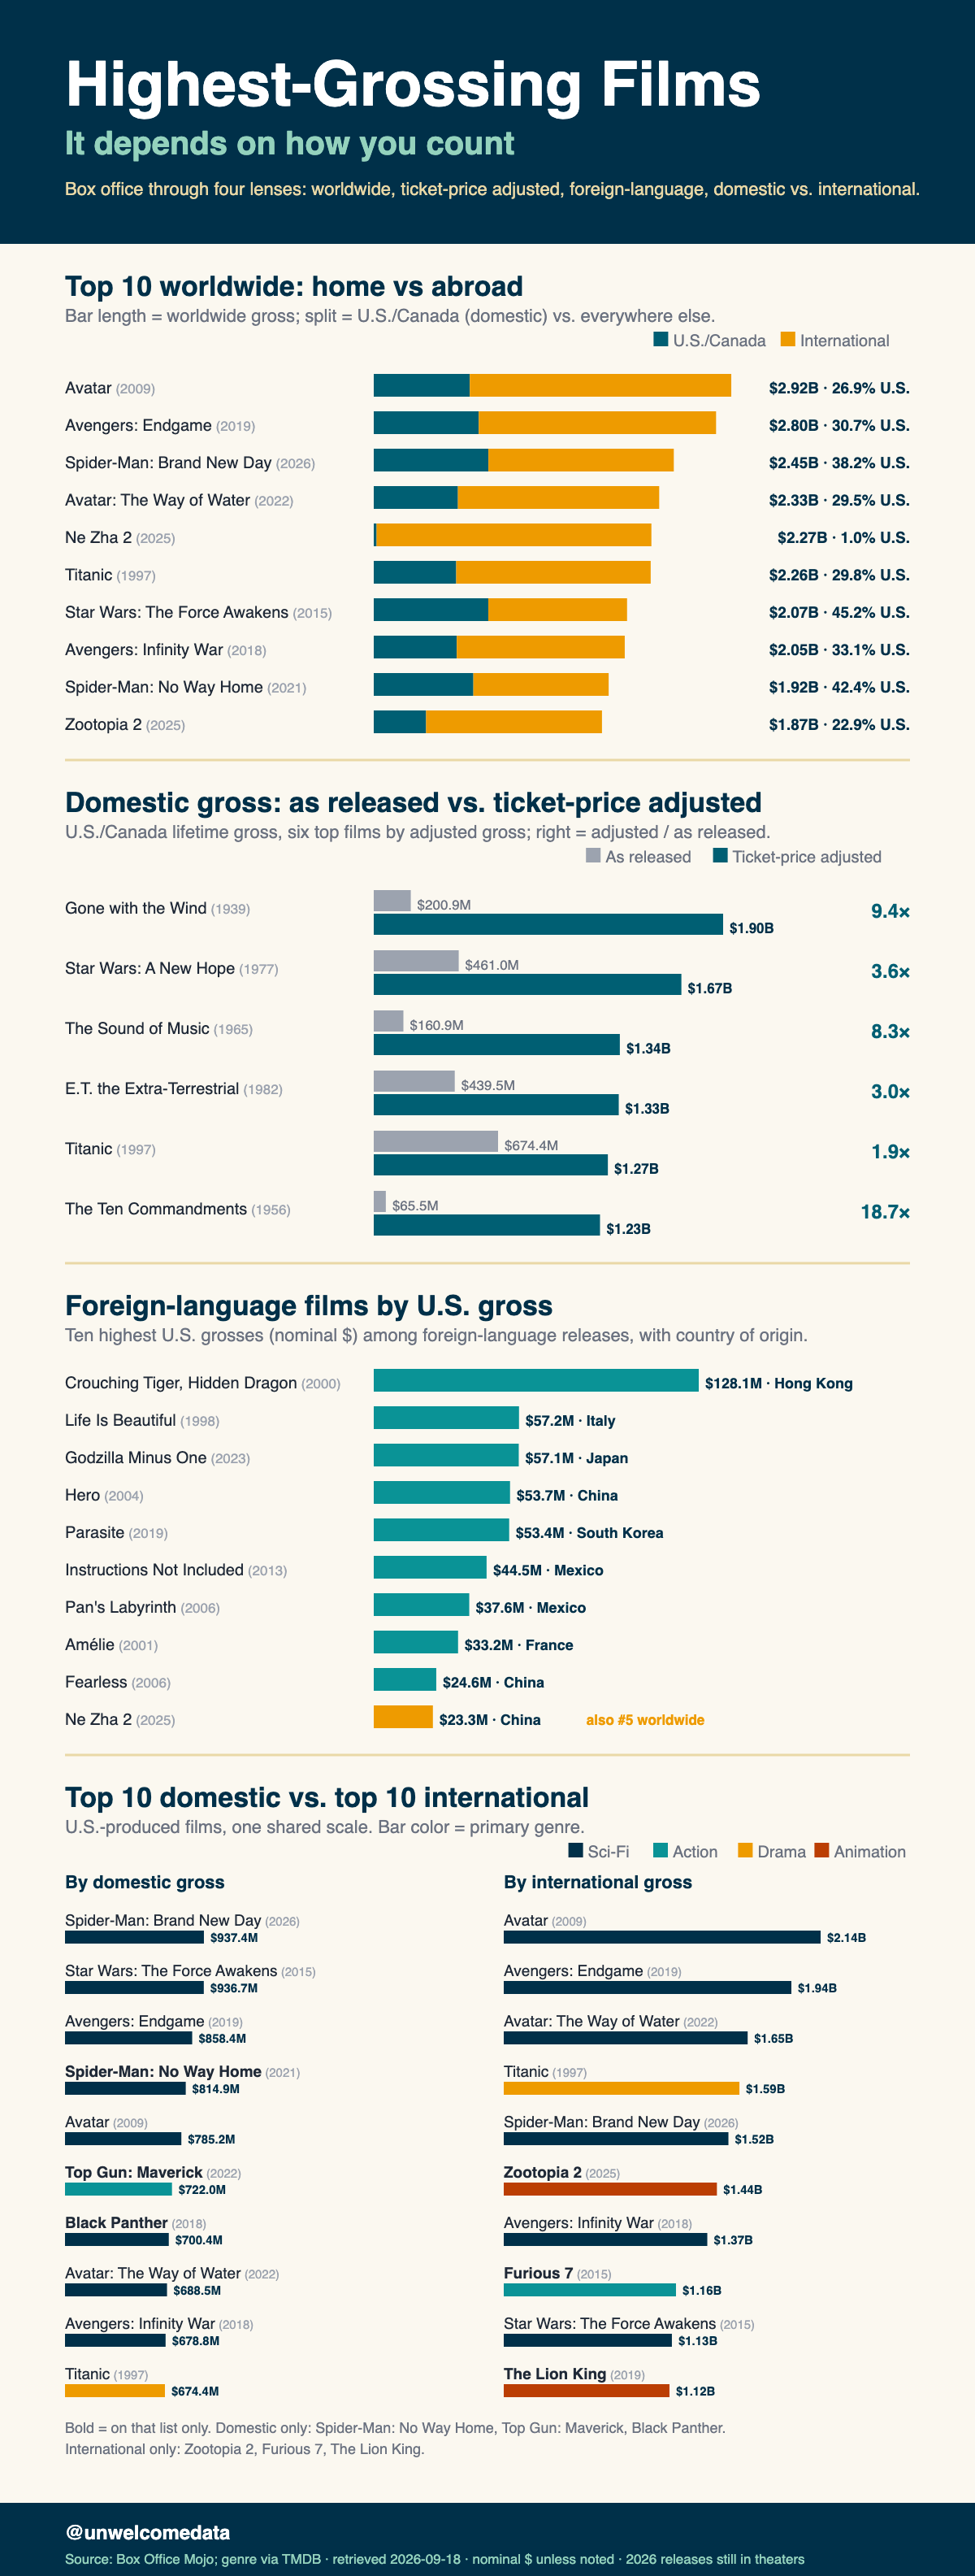 Highest-Grossing Films
It depends on how you count
Box office through four lenses: worldwide, ticket-price adjusted, foreign-language, domestic vs. international.
Top 10 worldwide: home vs abroad
Bar length = worldwide gross; split = U.S./Canada (domestic) vs. everywhere else.
U.S./Canada International
Avatar (2009) $2.92B · 26.9% U.S.
Avengers: Endgame (2019) $2.80B · 30.7% U.S.
Spider-Man: Brand New Day (2026) $2.45B · 38.2% U.S.
Avatar: The Way of Water (2022) $2.33B · 29.5% U.S.
Ne Zha 2 (2025) $2.27B · 1.0% U.S.
Titanic (1997) $2.26B · 29.8% U.S.
Star Wars: The Force Awakens (2015) $2.07B · 45.2% U.S.
Avengers: Infinity War (2018) $2.05B · 33.1% U.S.
Spider-Man: No Way Home (2021) $1.92B · 42.4% U.S.
Zootopia 2 (2025) $1.87B · 22.9% U.S.
Domestic gross: as released vs. ticket-price adjusted
U.S./Canada lifetime gross, six top films by adjusted gross; right = adjusted / as released.
As released Ticket-price adjusted
Gone with the Wind (1939) $200.9M $1.90B 9.4×
Star Wars: A New Hope (1977) $461.0M $1.67B 3.6×
The Sound of Music (1965) $160.9M $1.34B 8.3×
E.T. the Extra-Terrestrial (1982) $439.5M $1.33B 3.0×
Titanic (1997) $674.4M $1.27B 1.9×
The Ten Commandments (1956) $65.5M $1.23B 18.7×
Foreign-language films by U.S. gross
Ten highest U.S. grosses (nominal $) among foreign-language releases, with country of origin.
Crouching Tiger, Hidden Dragon (2000) $128.1M · Hong Kong
Life Is Beautiful (1998) $57.2M · Italy
Godzilla Minus One (2023) $57.1M · Japan
Hero (2004) $53.7M · China
Parasite (2019) $53.4M · South Korea
Instructions Not Included (2013) $44.5M · Mexico
Pan's Labyrinth (2006) $37.6M · Mexico
Amélie (2001) $33.2M · France
Fearless (2006) $24.6M · China
Ne Zha 2 (2025) $23.3M · China also #5 worldwide
Top 10 domestic vs. top 10 international
U.S.-produced films, one shared scale. Bar color = primary genre.
Sci-Fi Action Drama Animation
By domestic gross
Spider-Man: Brand New Day (2026)
$937.4M
Star Wars: The Force Awakens (2015)
$936.7M
Avengers: Endgame (2019)
$858.4M
Spider-Man: No Way Home (2021)
$814.9M
Avatar (2009)
$785.2M
Top Gun: Maverick (2022)
$722.0M
Black Panther (2018)
$700.4M
Avatar: The Way of Water (2022)
$688.5M
Avengers: Infinity War (2018)
$678.8M
Titanic (1997)
$674.4M
By international gross
Avatar (2009)
$2.14B
Avengers: Endgame (2019)
$1.94B
Avatar: The Way of Water (2022)
$1.65B
Titanic (1997)
$1.59B
Spider-Man: Brand New Day (2026)
$1.52B
Zootopia 2 (2025)
$1.44B
Avengers: Infinity War (2018)
$1.37B
Furious 7 (2015)
$1.16B
Star Wars: The Force Awakens (2015)
$1.13B
The Lion King (2019)
$1.12B
Bold = on that list only. Domestic only: Spider-Man: No Way Home, Top Gun: Maverick, Black Panther.
International only: Zootopia 2, Furious 7, The Lion King.
@unwelcomedata
Source: Box Office Mojo; genre via TMDB · retrieved 2026-09-18 · nominal $ unless noted · 2026 releases still in theaters